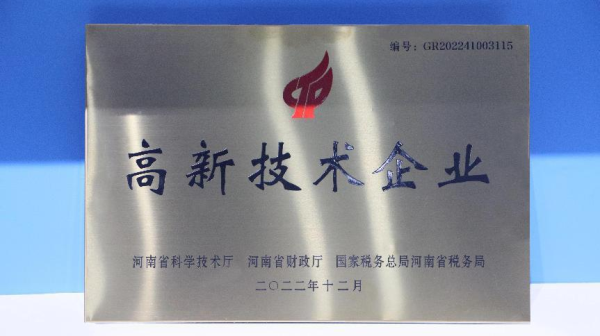 编号：GR202241003115
高新技术企业
河南省科学技术厅 河南省财政厅 国家税务总局河南省税务局
二〇二二年十二月